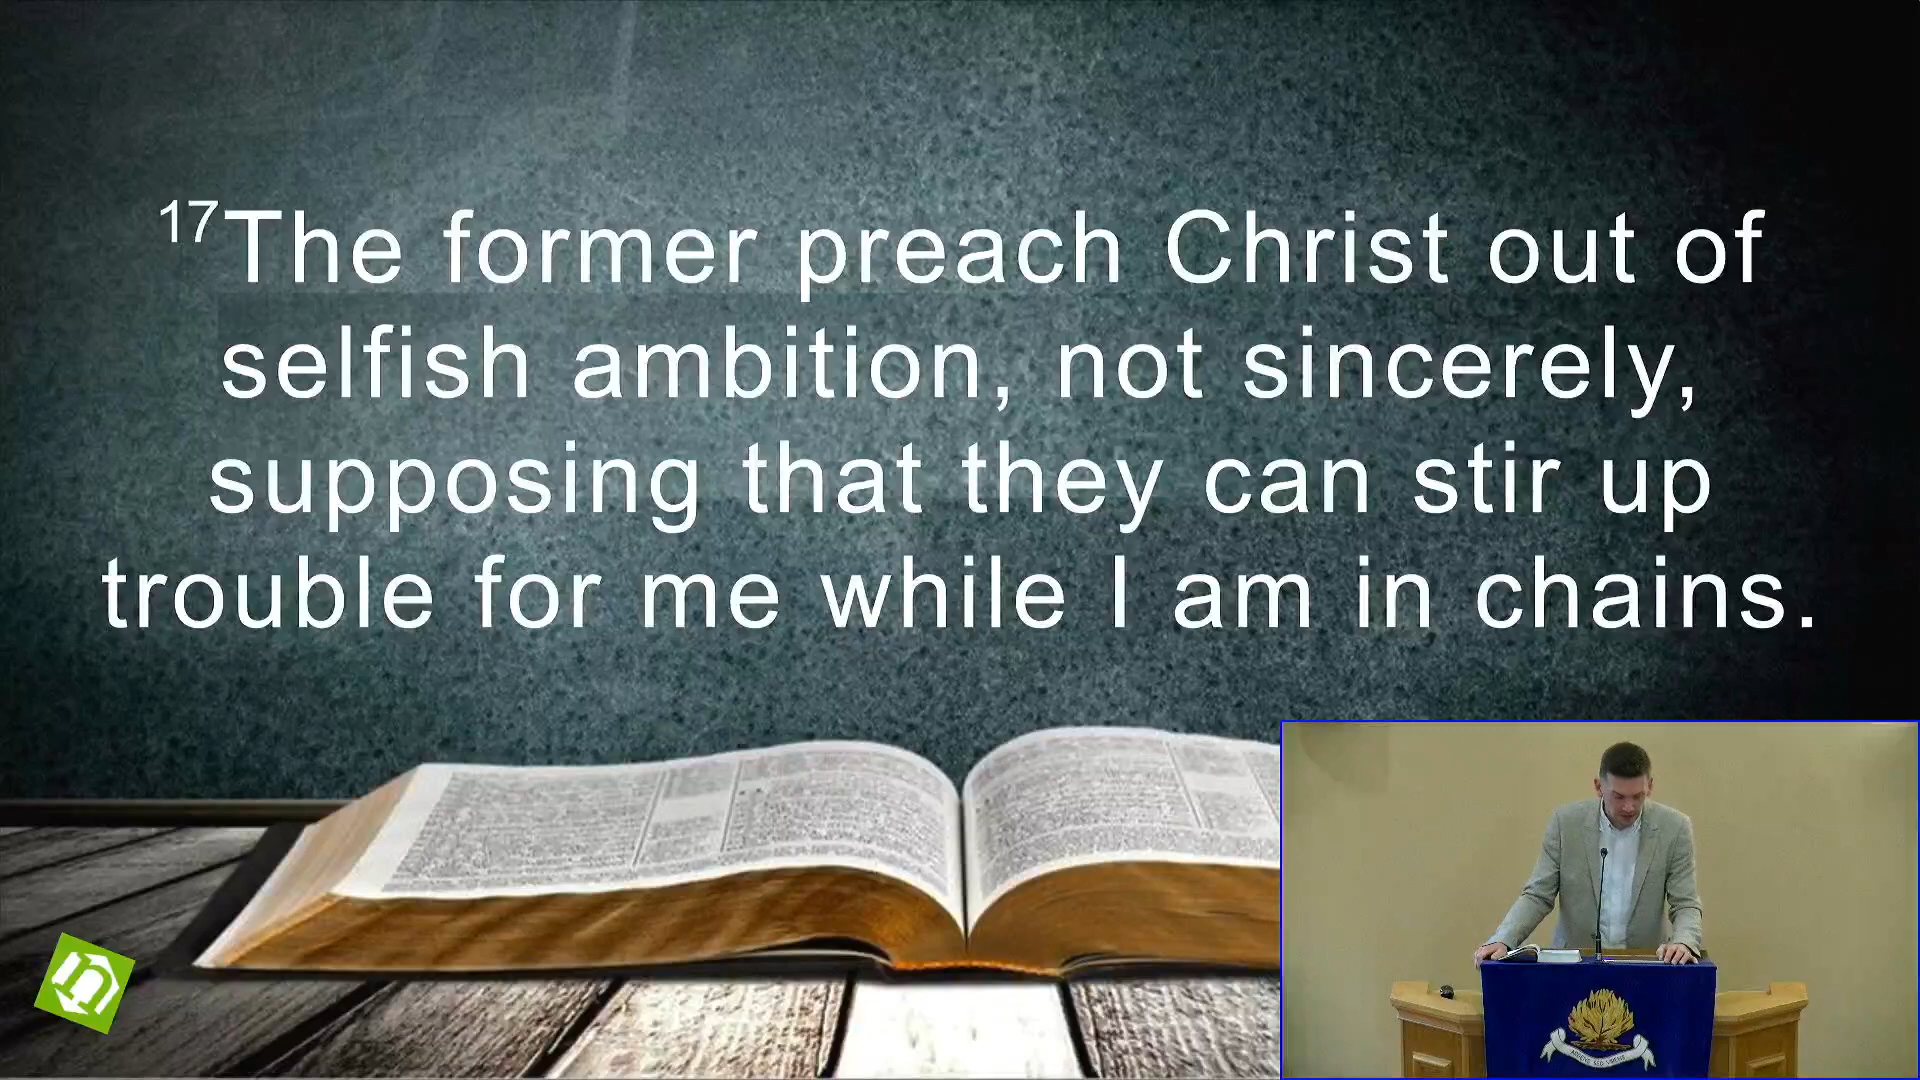 17The former preach Christ out of
selfish ambition, not sincerely,
supposing that they can stir up
trouble for me while I am in chains.